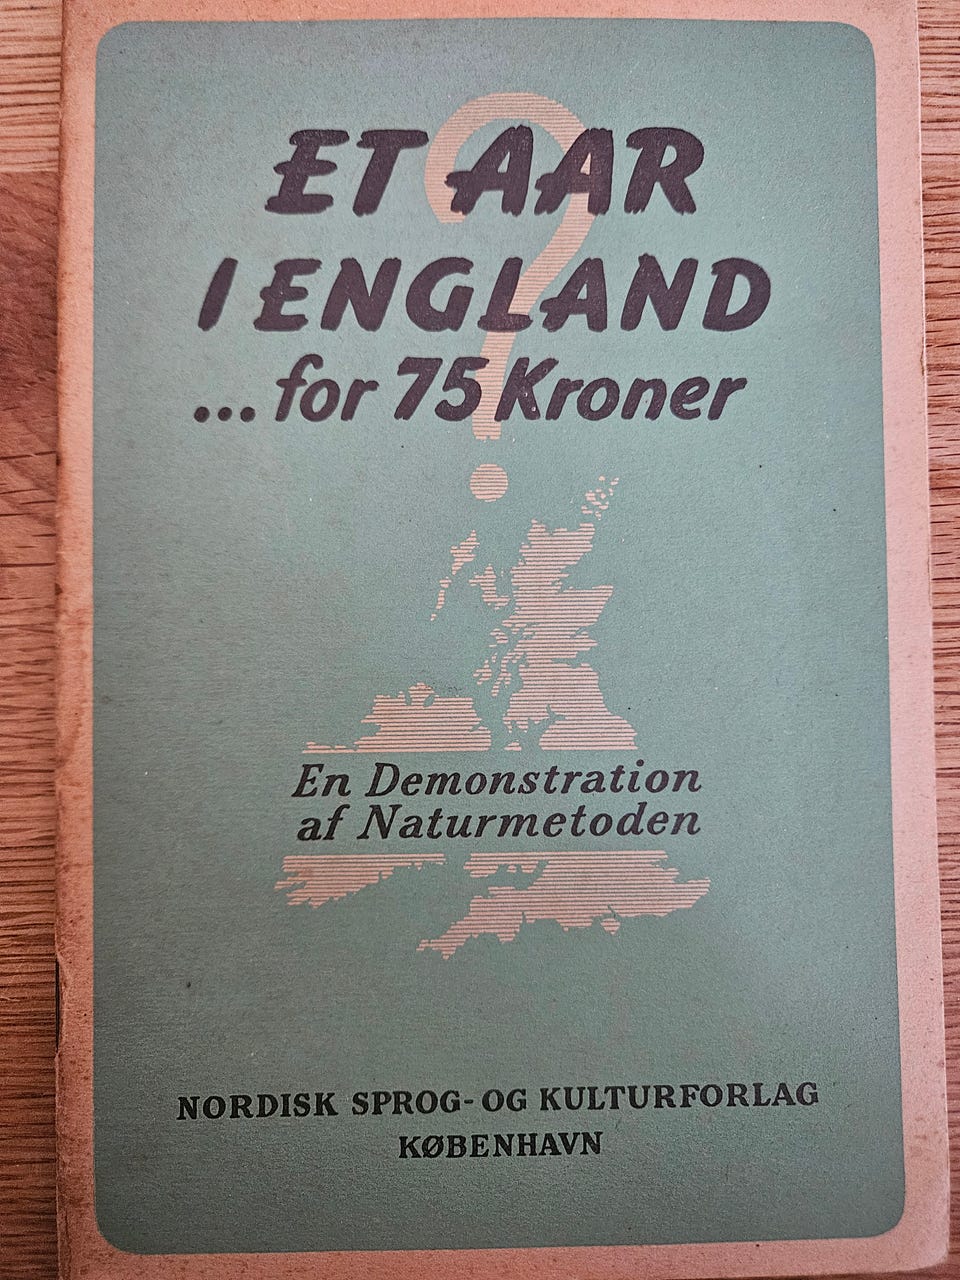 ET AAR
I ENGLAND
... for 75 Kroner
?
En Demonstration
af Naturmetoden
NORDISK SPROG- OG KULTURFORLAG
KØBENHAVN